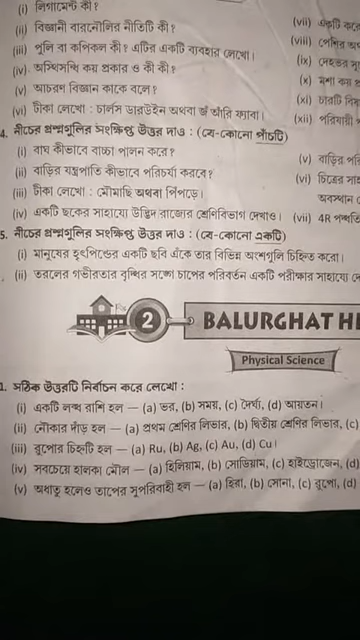 (i) লিগামেন্ট কী?
(ii) বিজ্ঞানী বারনৌলির নীতিটি কী?
(iii) পুলি বা কপিকল কী? এটির একটি ব্যবহার লেখো।
(iv) অস্থিসন্ধি কয় প্রকার ও কী কী?
(v) আচরণ বিজ্ঞান কাকে বলে?
(vi) টীকা লেখো : চার্লস ডারউইন অথবা জঁ আঁরি ফ্যাবা।
(vii) একটি
(viii) পেশির
(ix) দেহতর
(x) মশা কয়
(xi) চারটি
(xii) পরিযায়ী
4. নীচের প্রশ্নগুলির সংক্ষিপ্ত উত্তর দাও : (যে-কোনো পাঁচটি)
(i) বাঘ কীভাবে বাচ্চা পালন করে?
(ii) বাড়ির যন্ত্রপাতি কীভাবে পরিচর্যা করবে?
(iii) টীকা লেখো : মৌমাছি অথবা পিঁপড়ে।
(iv) একটি ছকের সাহায্যে উদ্ভিদ রাজ্যের শ্রেণিবিভাগ দেখাও।
(v) বাড়ির
(vi) চিত্রের
অবস্থান
(vii) 4R পদ্ধতি
5. নীচের প্রশ্নগুলির সংক্ষিপ্ত উত্তর দাও : (যে-কোনো একটি)
(i) মানুষের হৃৎপিণ্ডের একটি ছবি এঁকে তার বিভিন্ন অংশগুলি চিহ্নিত করো।
(ii) তরলের গভীরতার বৃদ্ধির সঙ্গে চাপের পরিবর্তন একটি পরীক্ষার সাহায্যে
2 BALURGHAT HI
Physical Science
1. সঠিক উত্তরটি নির্বাচন করে লেখো :
(i) একটি লব্ধ রাশি হল — (a) ভর, (b) সময়, (c) দৈর্ঘ্য, (d) আয়তন।
(ii) নৌকার দাঁড় হল — (a) প্রথম শ্রেণির লিভার, (b) দ্বিতীয় শ্রেণির লিভার, (c)
(iii) রুপোর চিহ্নটি হল — (a) Ru, (b) Ag, (c) Au, (d) Cu।
(iv) সবচেয়ে হালকা মৌল — (a) হিলিয়াম, (b) সোডিয়াম, (c) হাইড্রোজেন, (d)
(v) অধাতু হলেও তাপের সুপরিবাহী হল — (a) হিরা, (b) সোনা, (c) রুপো, (d)